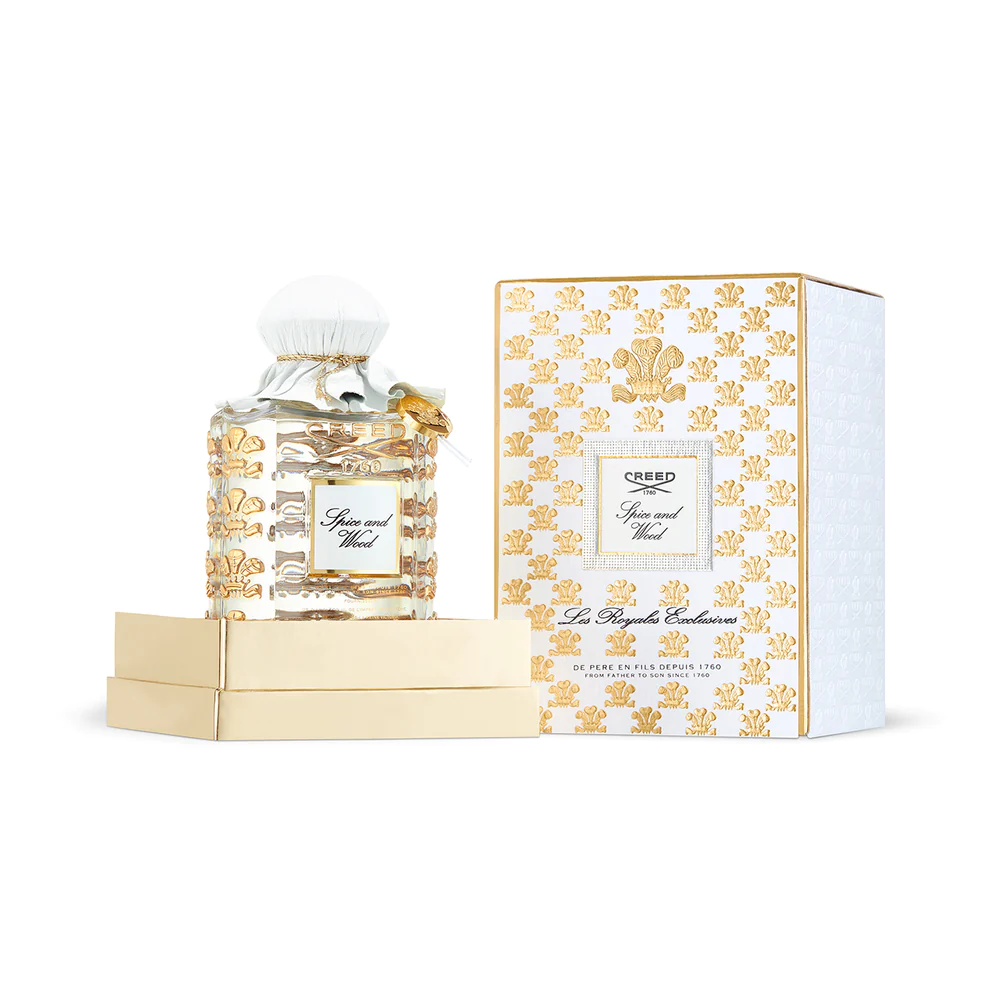 CREED
1760
Spice and
Wood
CREED
1760
Spice and
Wood
Les Royales Exclusives
DE PERE EN FILS DEPUIS 1760
FROM FATHER TO SON SINCE 1760